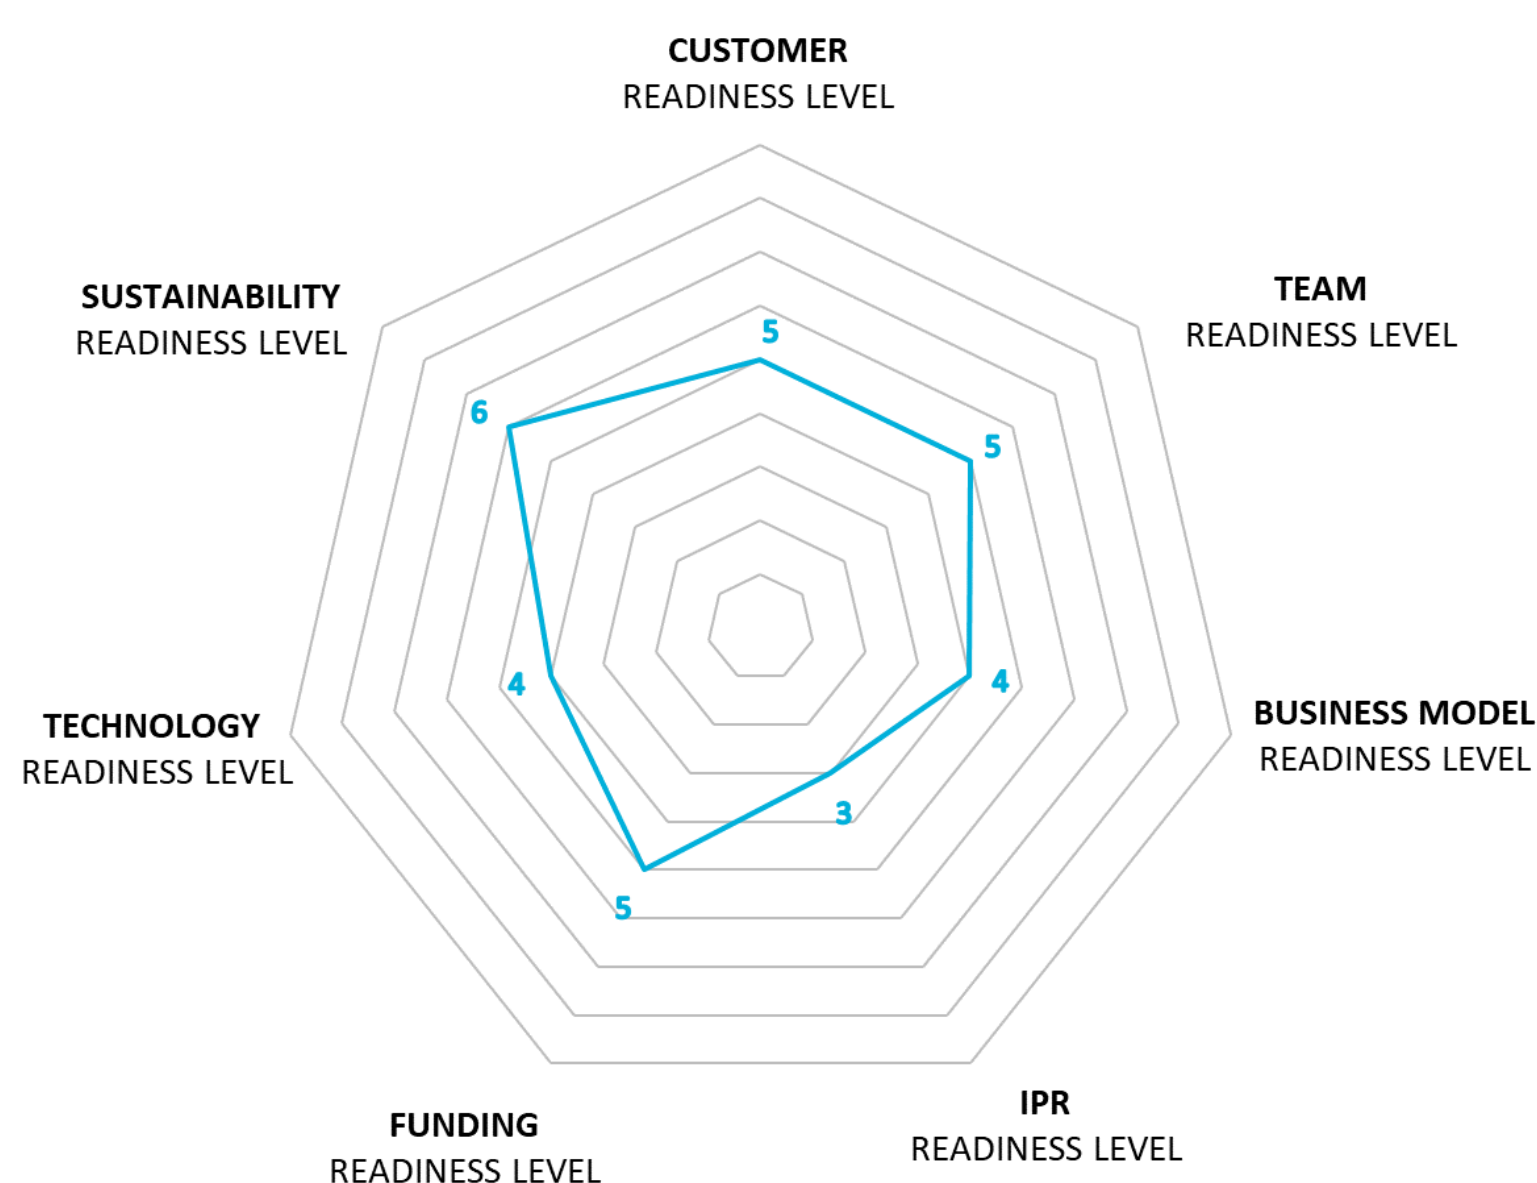 CUSTOMER
READINESS LEVEL
TEAM
READINESS LEVEL
SUSTAINABILITY
READINESS LEVEL
5
6
5
4
4
BUSINESS MODEL
READINESS LEVEL
TECHNOLOGY
READINESS LEVEL
3
5
IPR
READINESS LEVEL
FUNDING
READINESS LEVEL